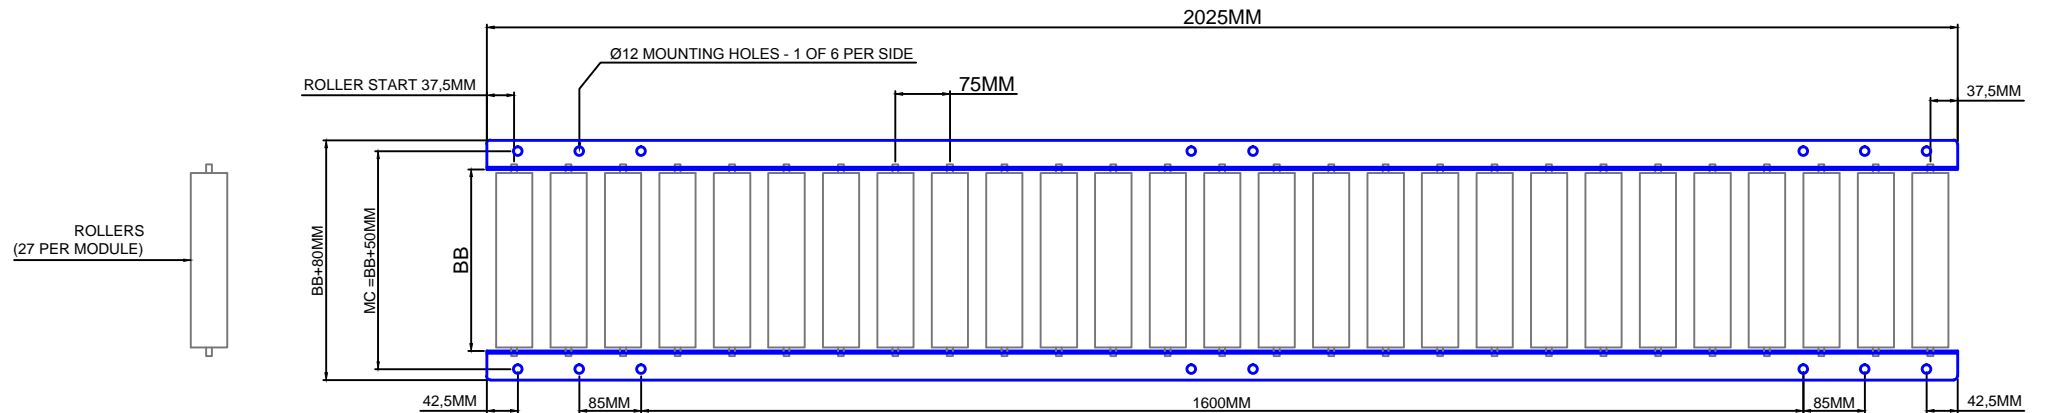 2025MM
Ø12 MOUNTING HOLES - 1 OF 6 PER SIDE
ROLLER START 37,5MM
75MM
37,5MM
ROLLERS
(27 PER MODULE)
BB+80MM
MC =BB+50MM
BB
42,5MM
85MM
1600MM
85MM
42,5MM